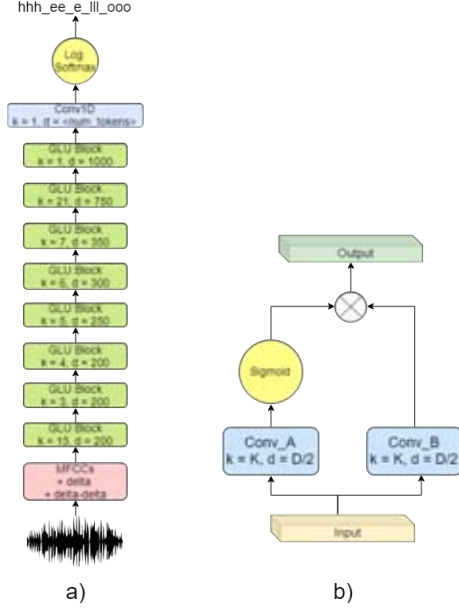 hhh_ee_e_lll_ooo
Log
Softmax
Conv1D
k = 1, d = <num_tokens>
GLU Block
k = 1, d = 1000
GLU Block
k = 21, d = 750
GLU Block
k = 7, d = 350
GLU Block
k = 6, d = 300
GLU Block
k = 5, d = 250
GLU Block
k = 4, d = 200
GLU Block
k = 3, d = 200
GLU Block
k = 13, d = 200
MFCCs
+ delta
+ delta-delta
a)
Output
Sigmoid
Conv_A
k = K, d = D/2
Conv_B
k = K, d = D/2
Input
b)